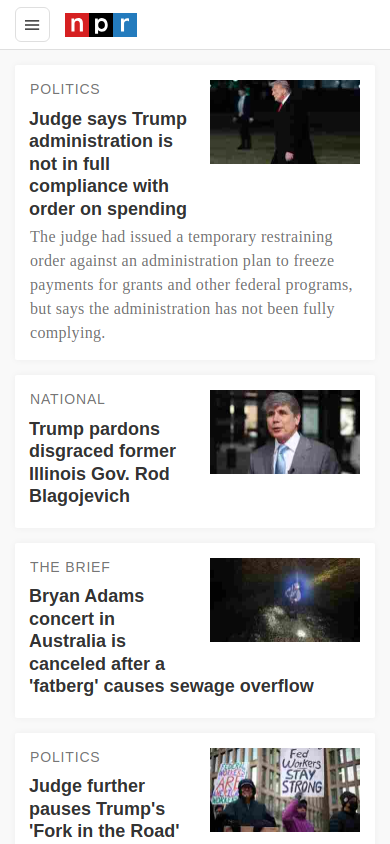 npr
POLITICS
Judge says Trump
administration is
not in full
compliance with
order on spending
The judge had issued a temporary restraining
order against an administration plan to freeze
payments for grants and other federal programs,
but says the administration has not been fully
complying.
NATIONAL
Trump pardons
disgraced former
Illinois Gov. Rod
Blagojevich
THE BRIEF
Bryan Adams
concert in
Australia is
canceled after a
'fatberg' causes sewage overflow
POLITICS
Judge further
pauses Trump's
'Fork in the Road'
Fed
Workers
STAY
STRONG